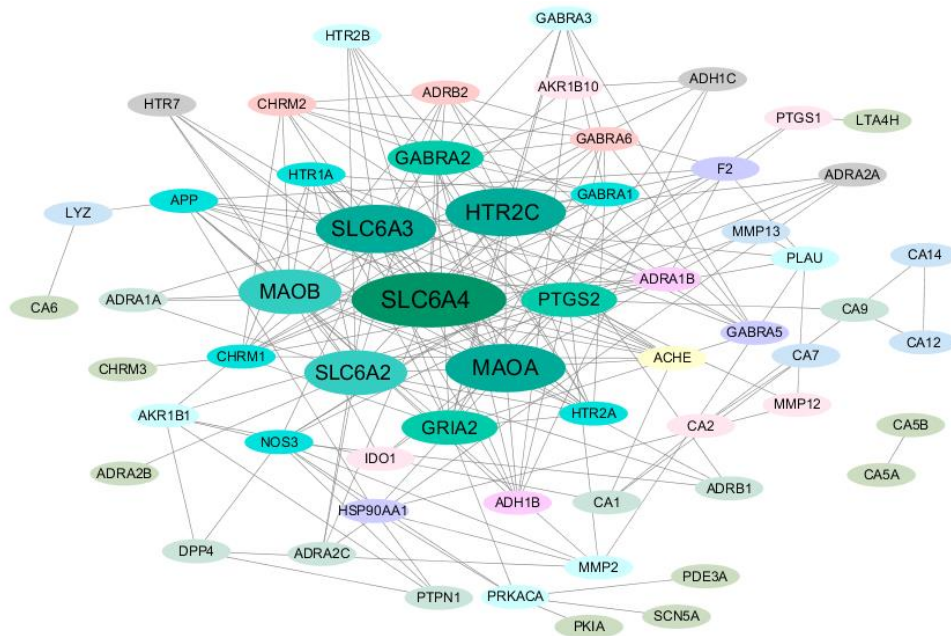 GABRA3
HTR2B
AKR1B10
ADH1C
ADRB2
HTR7
CHRM2
PTGS1
LTA4H
GABRA6
GABRA2
F2
ADRA2A
HTR1A
GABRA1
APP
LYZ
HTR2C
SLC6A3
MMP13
PLAU
CA14
ADRA1B
MAOB
SLC6A4
PTGS2
ADRA1A
CA6
CA9
GABRA5
CA12
CHRM1
ACHE
CA7
CHRM3
SLC6A2
MAOA
MMP12
AKR1B1
HTR2A
GRIA2
CA2
CA5B
NOS3
IDO1
ADRA2B
CA5A
ADRB1
HSP90AA1
ADH1B
CA1
DPP4
ADRA2C
MMP2
PDE3A
PTPN1
PRKACA
SCN5A
PKIA